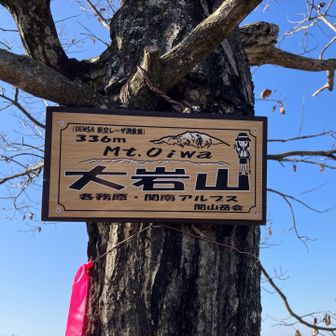 (DEM5A 航空レーザ測量値)
336m
Mt. Oiwa
大岩山
各務原・関南アルプス
関山岳会